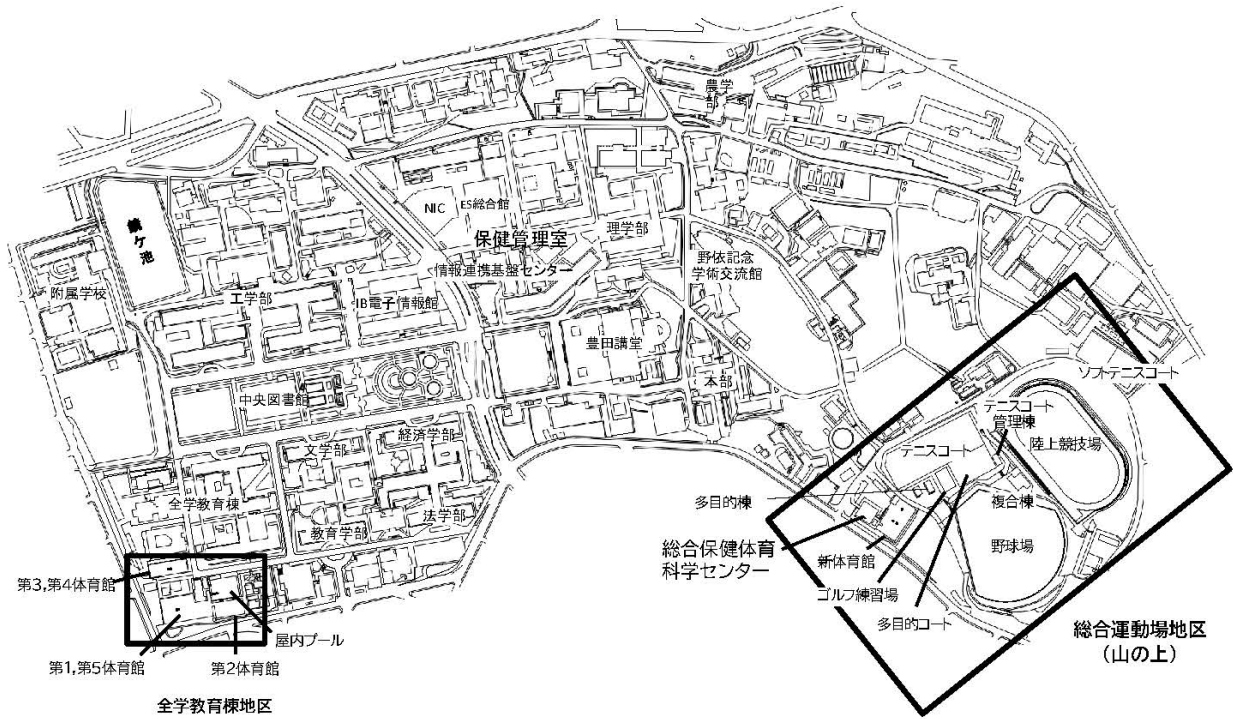 農学
部
鏡ケ池
NIC
ES総合館
保健管理室
理学部
野依記念
学術交流館
情報連携基盤センター
附属学校
工学部
IB電子情報館
豊田講堂
本部
中央図書館
ソフトテニスコート
テニスコート
管理棟
陸上競技場
文学部
経済学部
テニスコート
全学教育棟
多目的棟
複合棟
教育学部
法学部
総合保健体育
科学センター
新体育館
野球場
第3,第4体育館
ゴルフ練習場
多目的コート
屋内プール
総合運動場地区
(山の上)
第1,第5体育館
第2体育館
全学教育棟地区